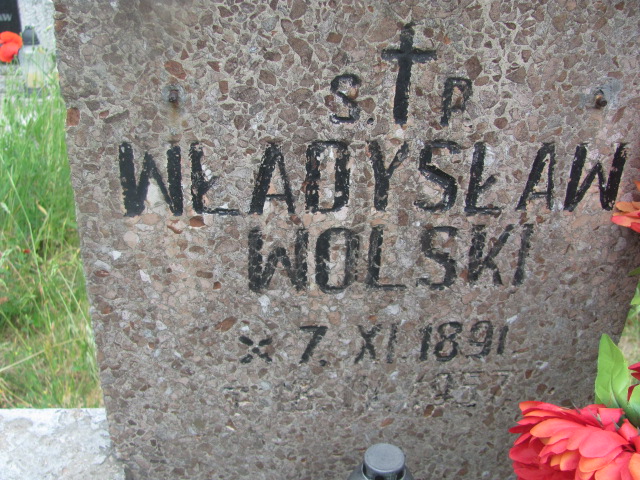 Ś. P
WŁADYSŁAW
WOLSKI
* 7. XI. 1891